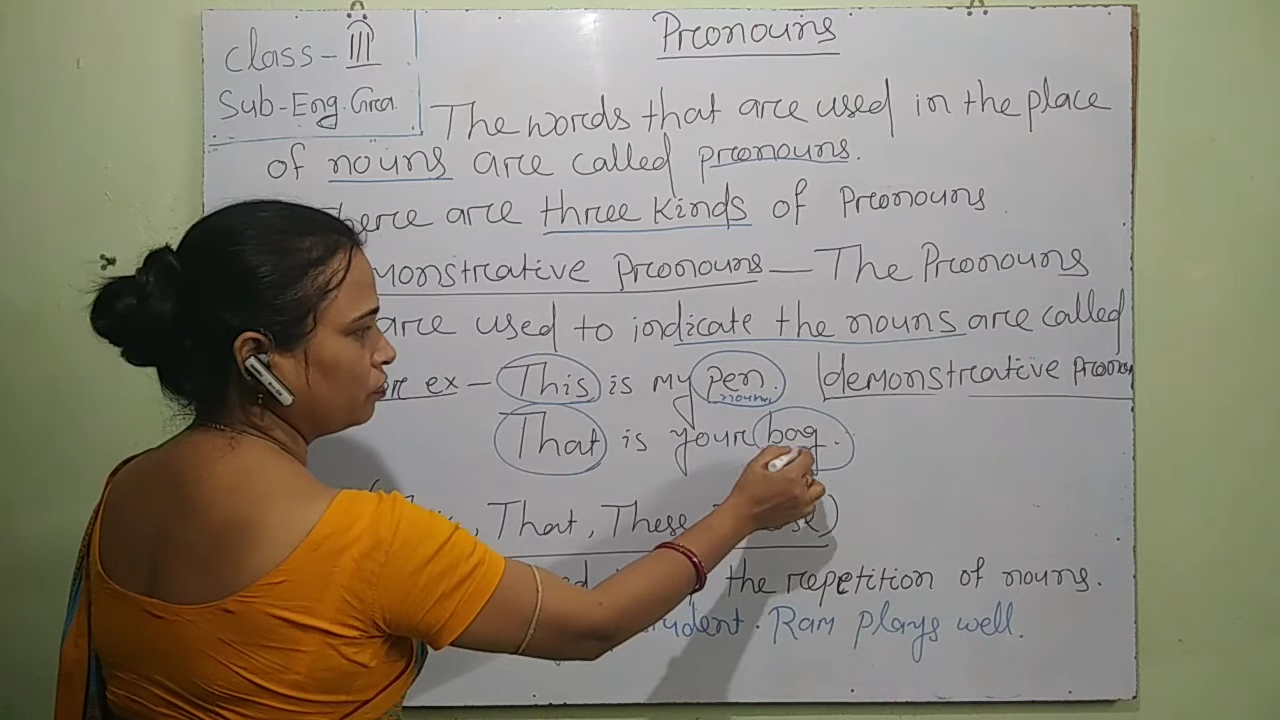 Class - III
Sub - Eng. Gra
Pronouns
The words that are used in the place
of nouns are called pronouns.
are three kinds of Pronouns
Pronouns — The Pronouns
are used to indicate the nouns are called
ex - This is my Pen. demonstrative
noun
That is your bag.
, That, These
the repetition of nouns.
Ram plays well.